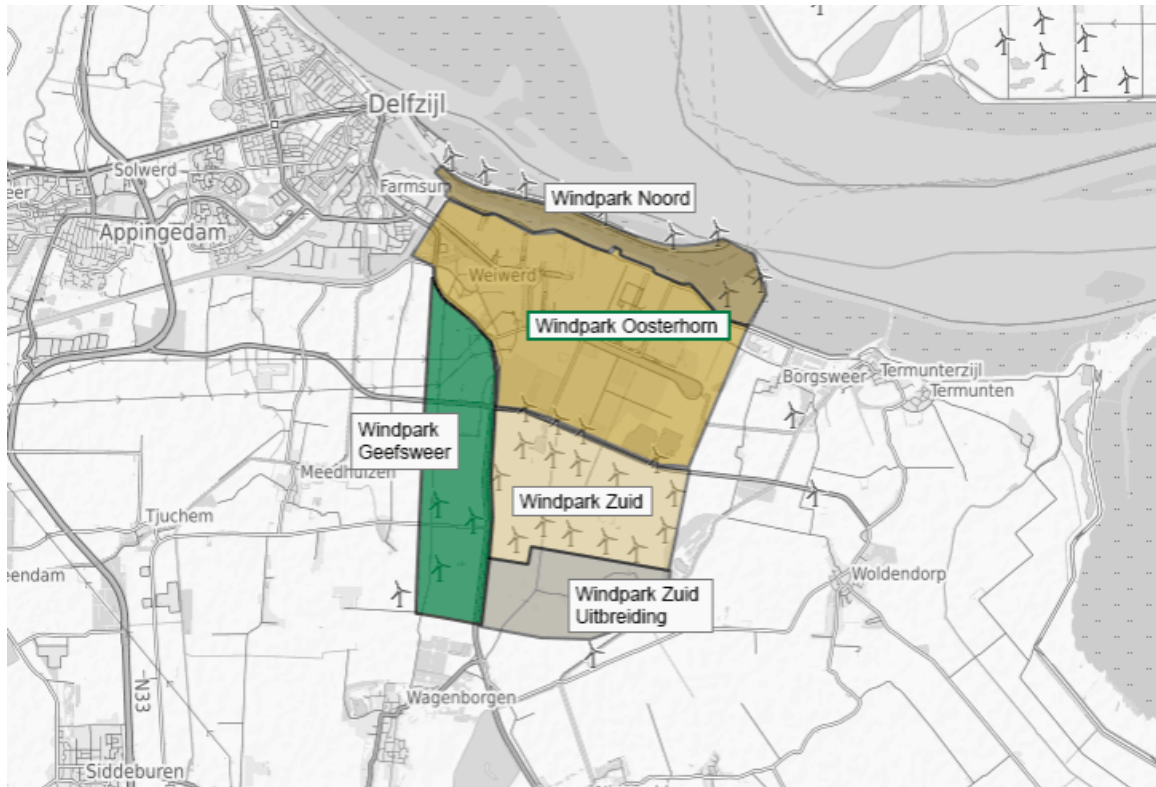 Delfzijl
Solwerd
Farmsum
Windpark Noord
Appingedam
Weiwerd
Windpark Oosterhorn
Termunterzijl
Borgsweer
Termunten
Windpark
Geefsweer
Meedhuizen
Windpark Zuid
Tjuchem
eendam
Woldendorp
Windpark Zuid
Uitbreiding
N33
Wagenborgen
Siddeburen